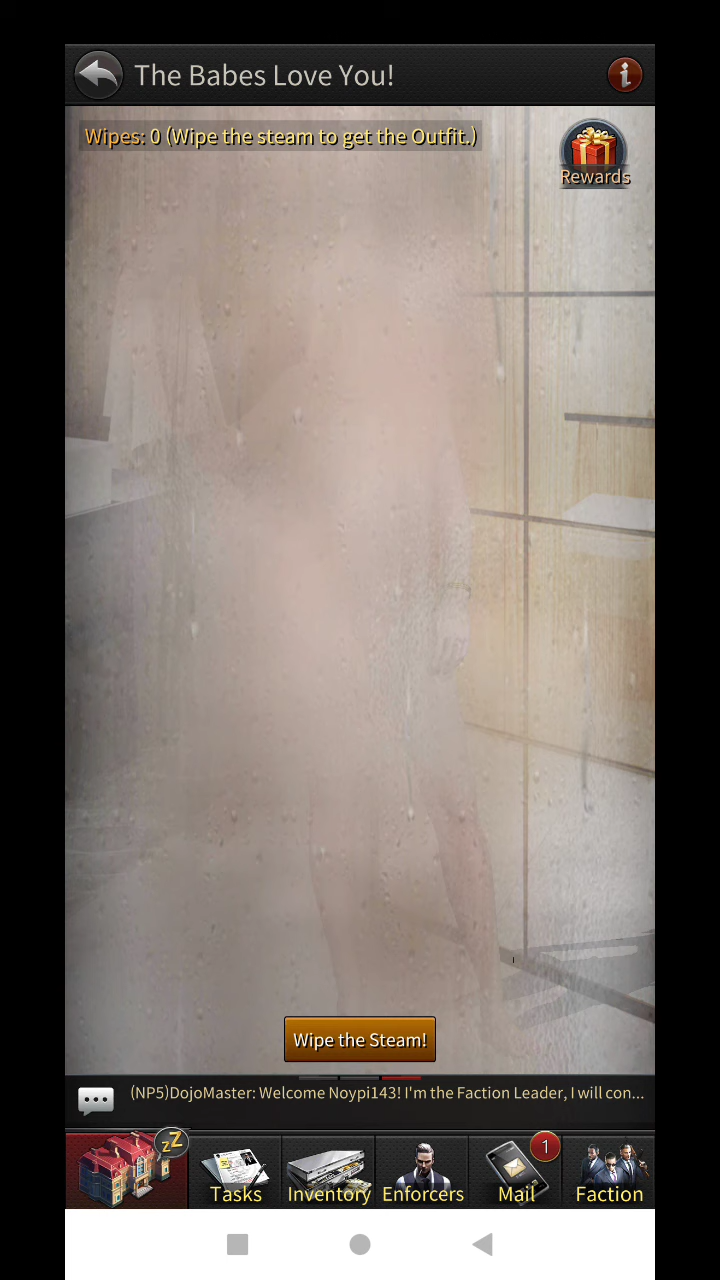 The Babes Love You!
Wipes: 0 (Wipe the steam to get the Outfit.)
Rewards
Wipe the Steam!
(NP5)DojoMaster: Welcome Noypi143! I'm the Faction Leader, I will con...
zZ
1
Tasks
Inventory
Enforcers
Mail
Faction